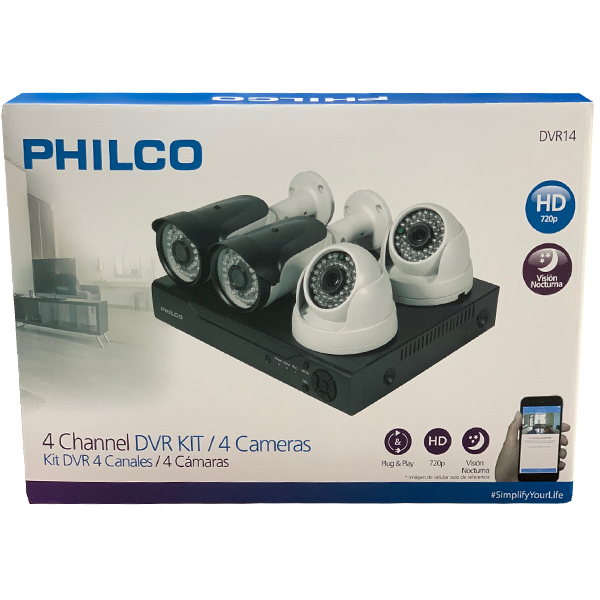 PHILCO
PHILCO
DVR14
HD
720p
Visión
Nocturna
PHILCO
4 Channel DVR KIT / 4 Cameras
Kit DVR 4 Canales / 4 Cámaras
&
Plug & Play
HD
720p
Visión
Nocturna
* Imagen de celular solo de referencia
#SimplifyYourLife